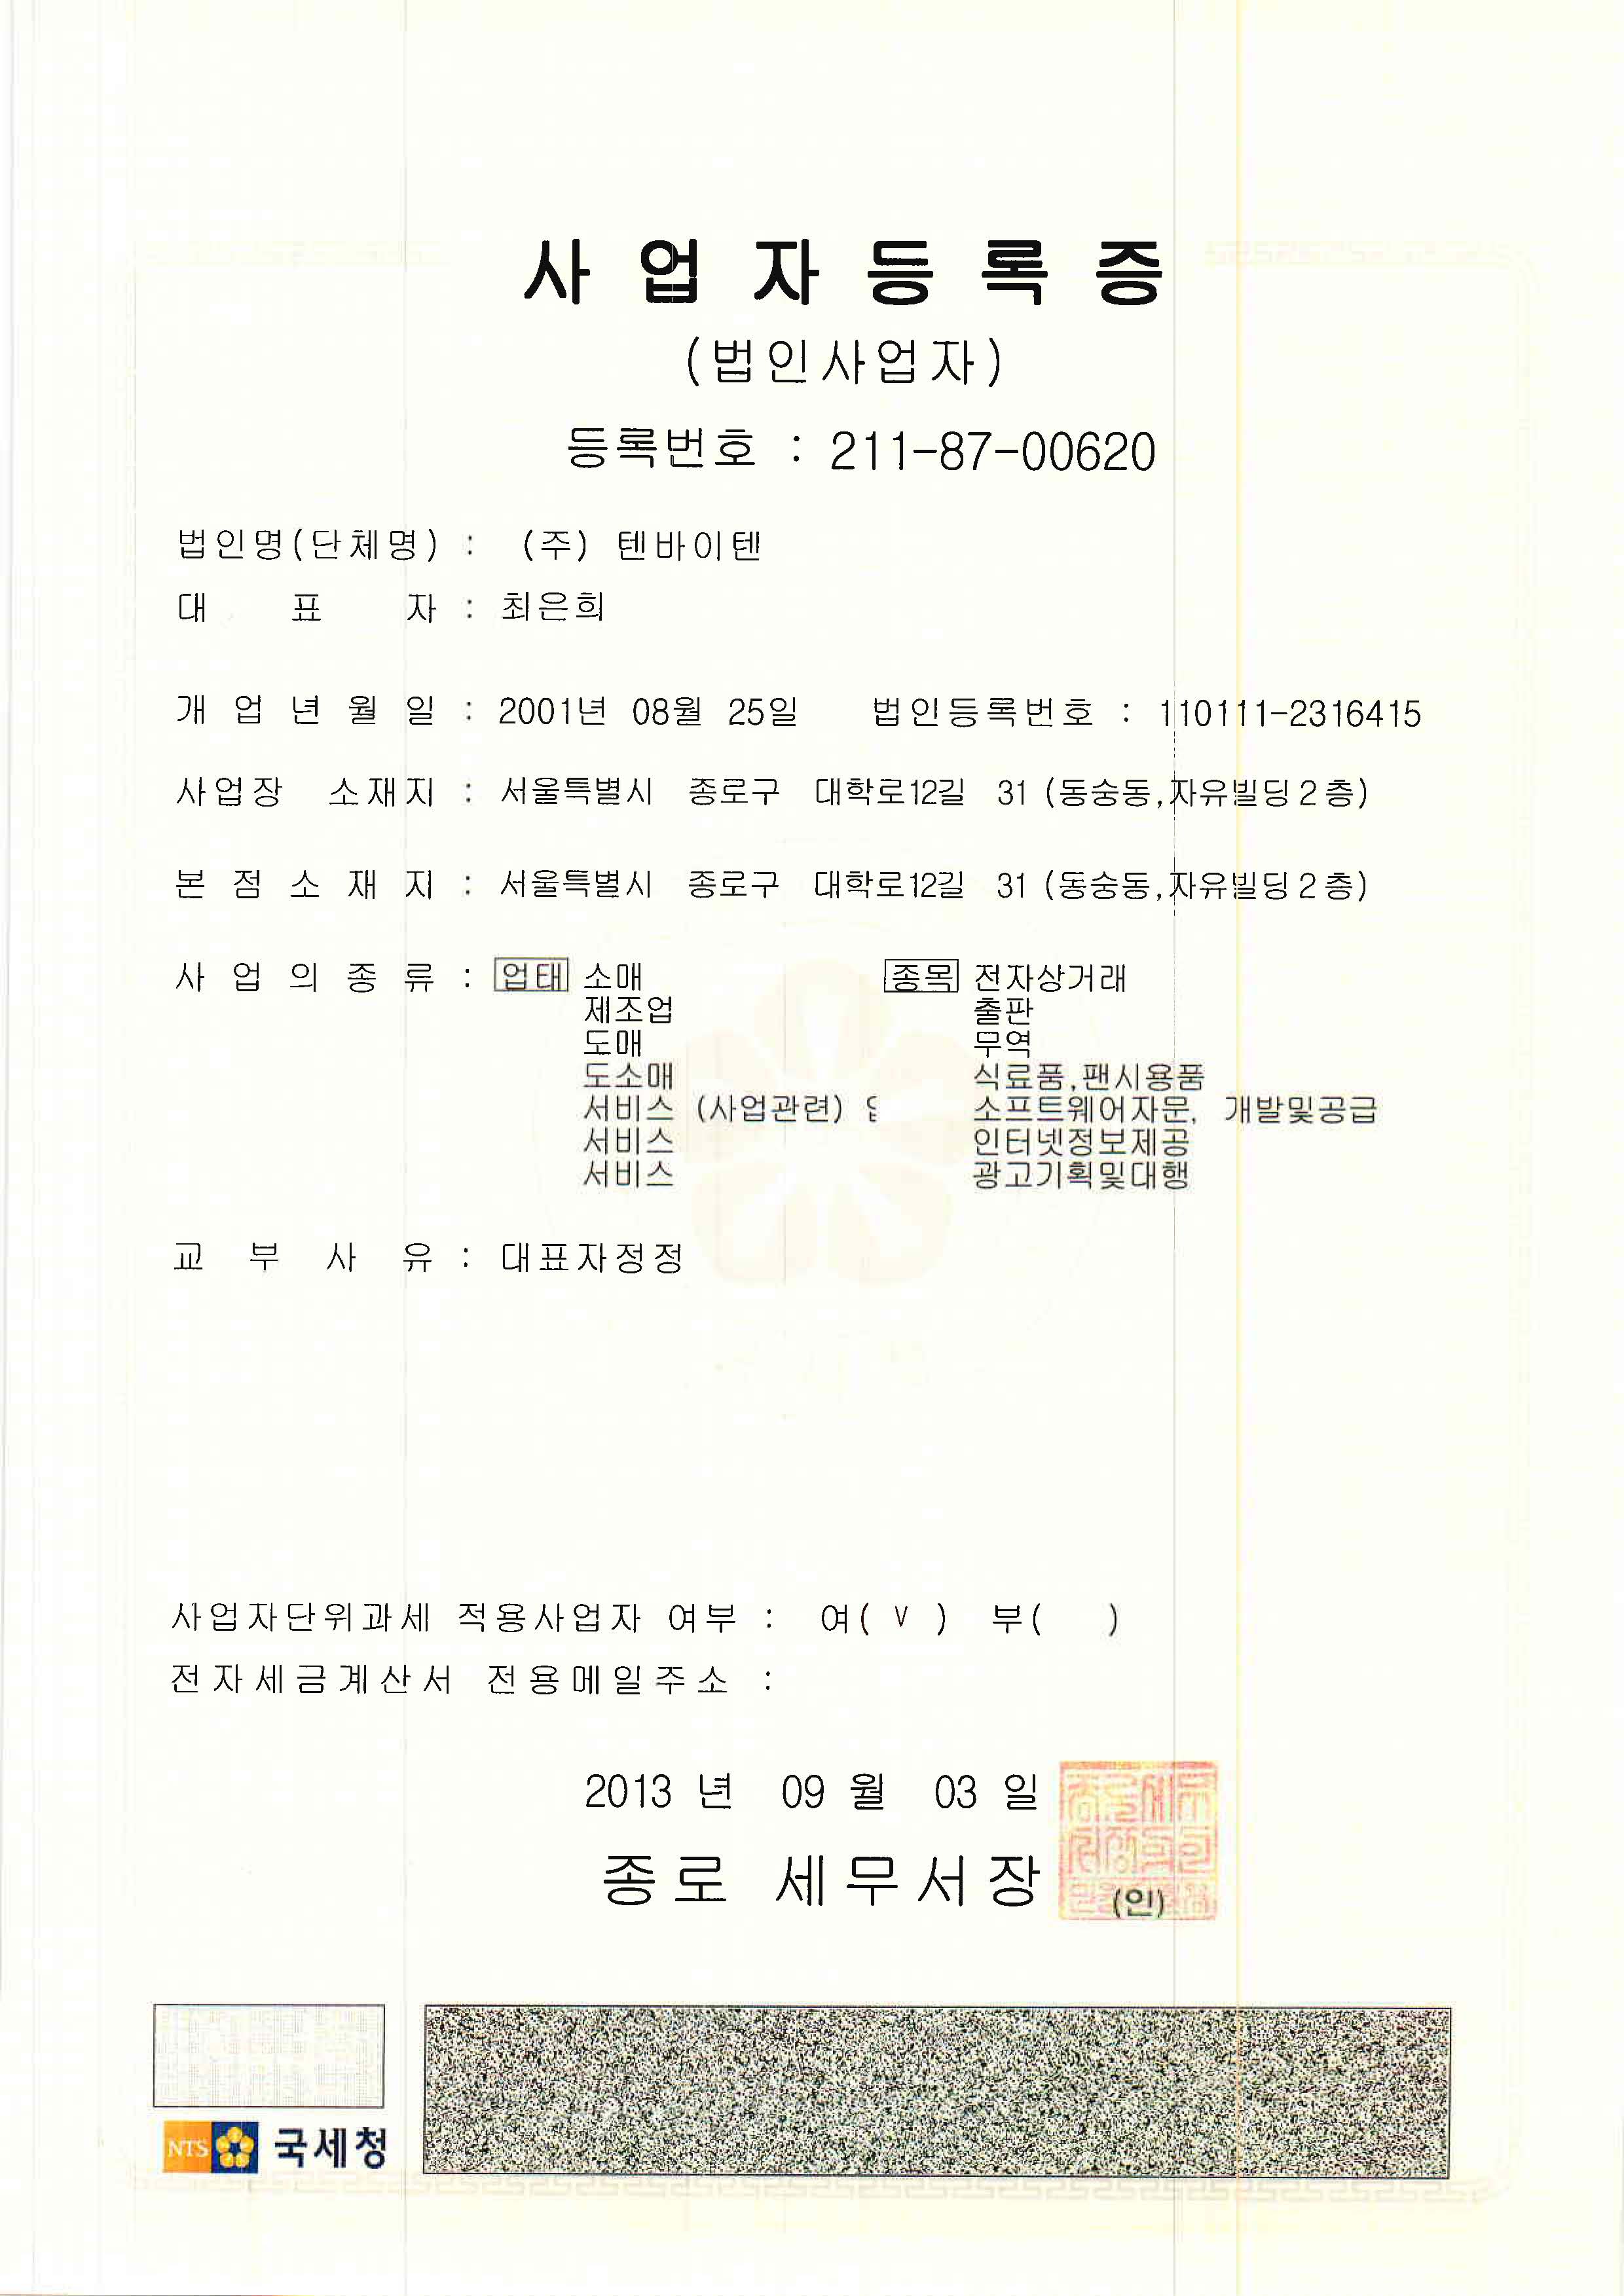 사업자등록증
(법인사업자)
등록번호 : 211-87-00620
법인명(단체명) : (주) 텐바이텐
대 표 자 : 최은희
개 업 년 월 일 : 2001년 08월 25일 법인등록번호 : 110111-2316415
사업장 소재지 : 서울특별시 종로구 대학로12길 31 (동숭동,자유빌딩2층)
본 점 소 재 지 : 서울특별시 종로구 대학로12길 31 (동숭동,자유빌딩2층)
사 업 의 종 류 : 업태 소매 종목 전자상거래
제조업 출판
도매 무역
도소매 식료품,팬시용품
서비스 (사업관련) 소프트웨어자문, 개발및공급
서비스 인터넷정보제공
서비스 광고기획및대행
교 부 사 유 : 대표자정정
사업자단위과세 적용사업자 여부 : 여( V ) 부( )
전자세금계산서 전용메일주소 :
2013 년 09 월 03 일
종로 세무서장 (인)
NTS 국세청